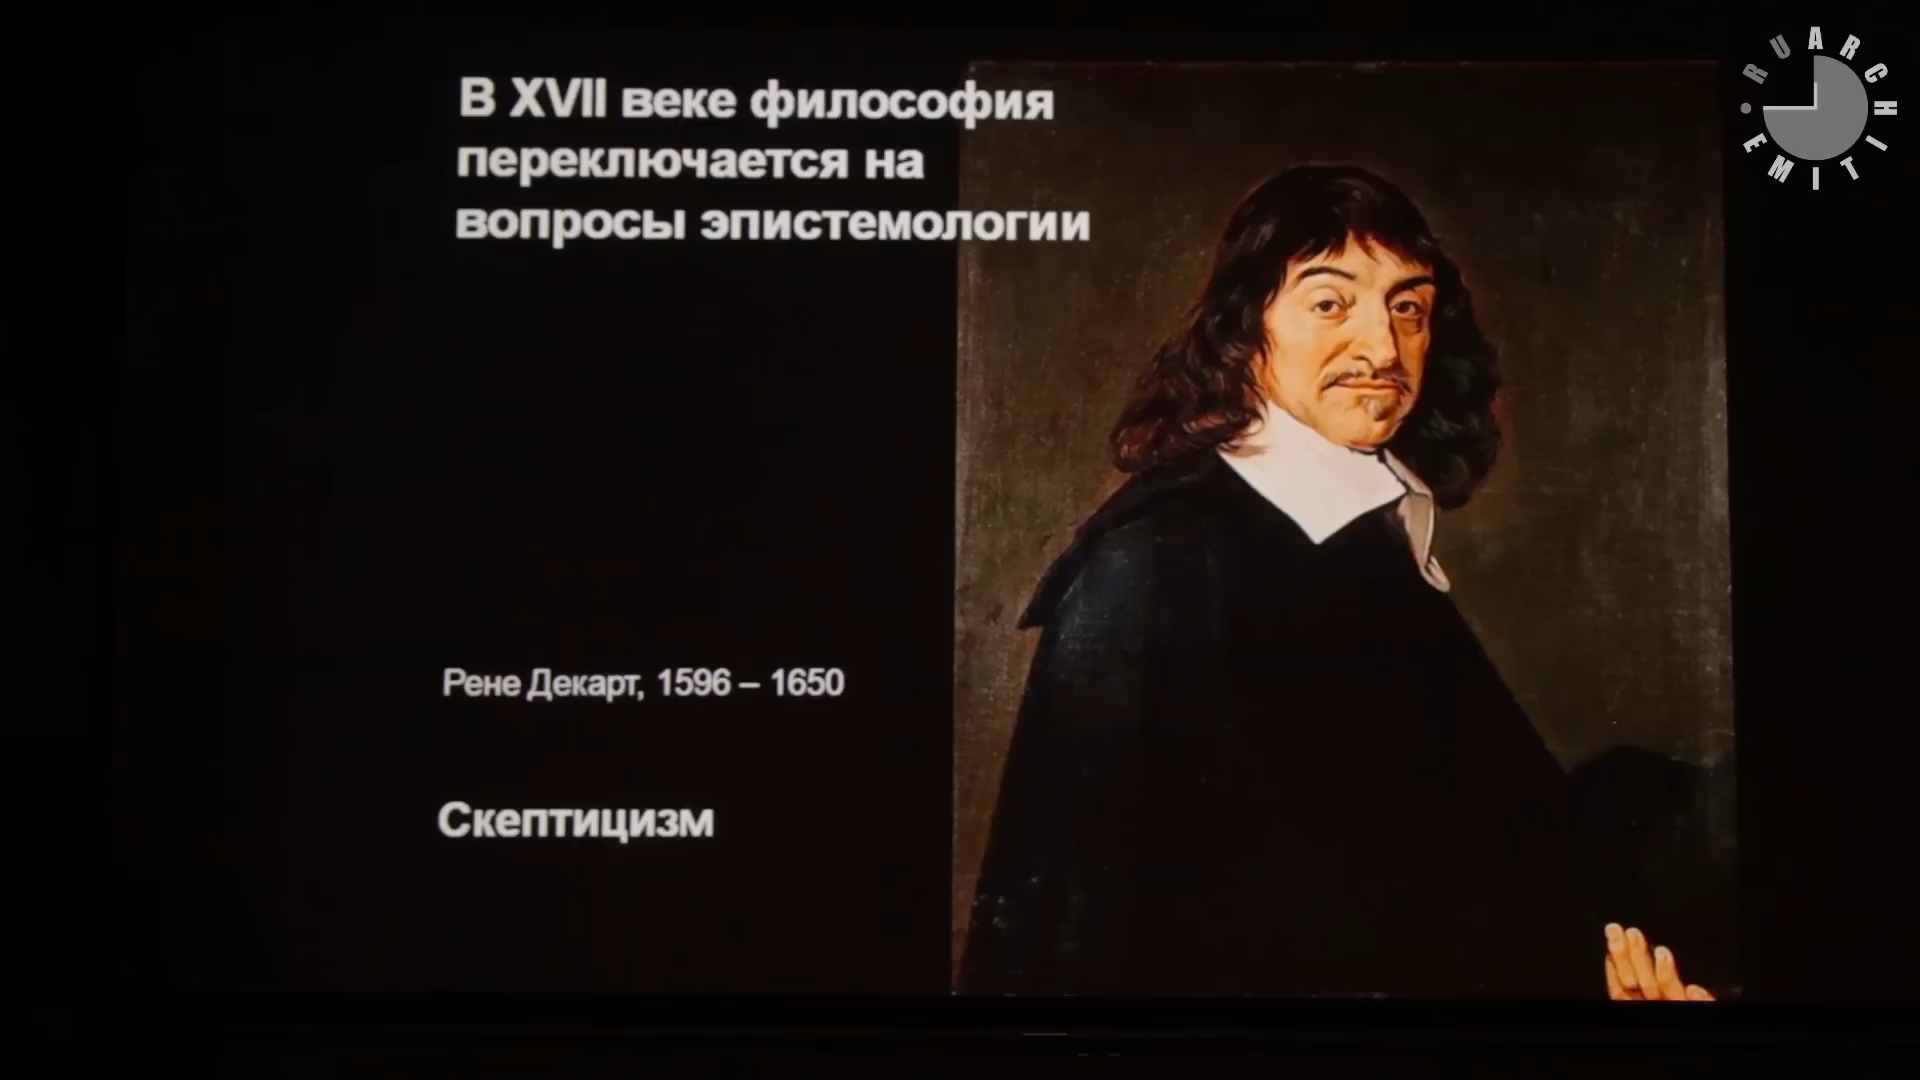 В XVII веке философия
переключается на
вопросы эпистемологии
Рене Декарт, 1596 – 1650
Скептицизм
RUARCHITIME